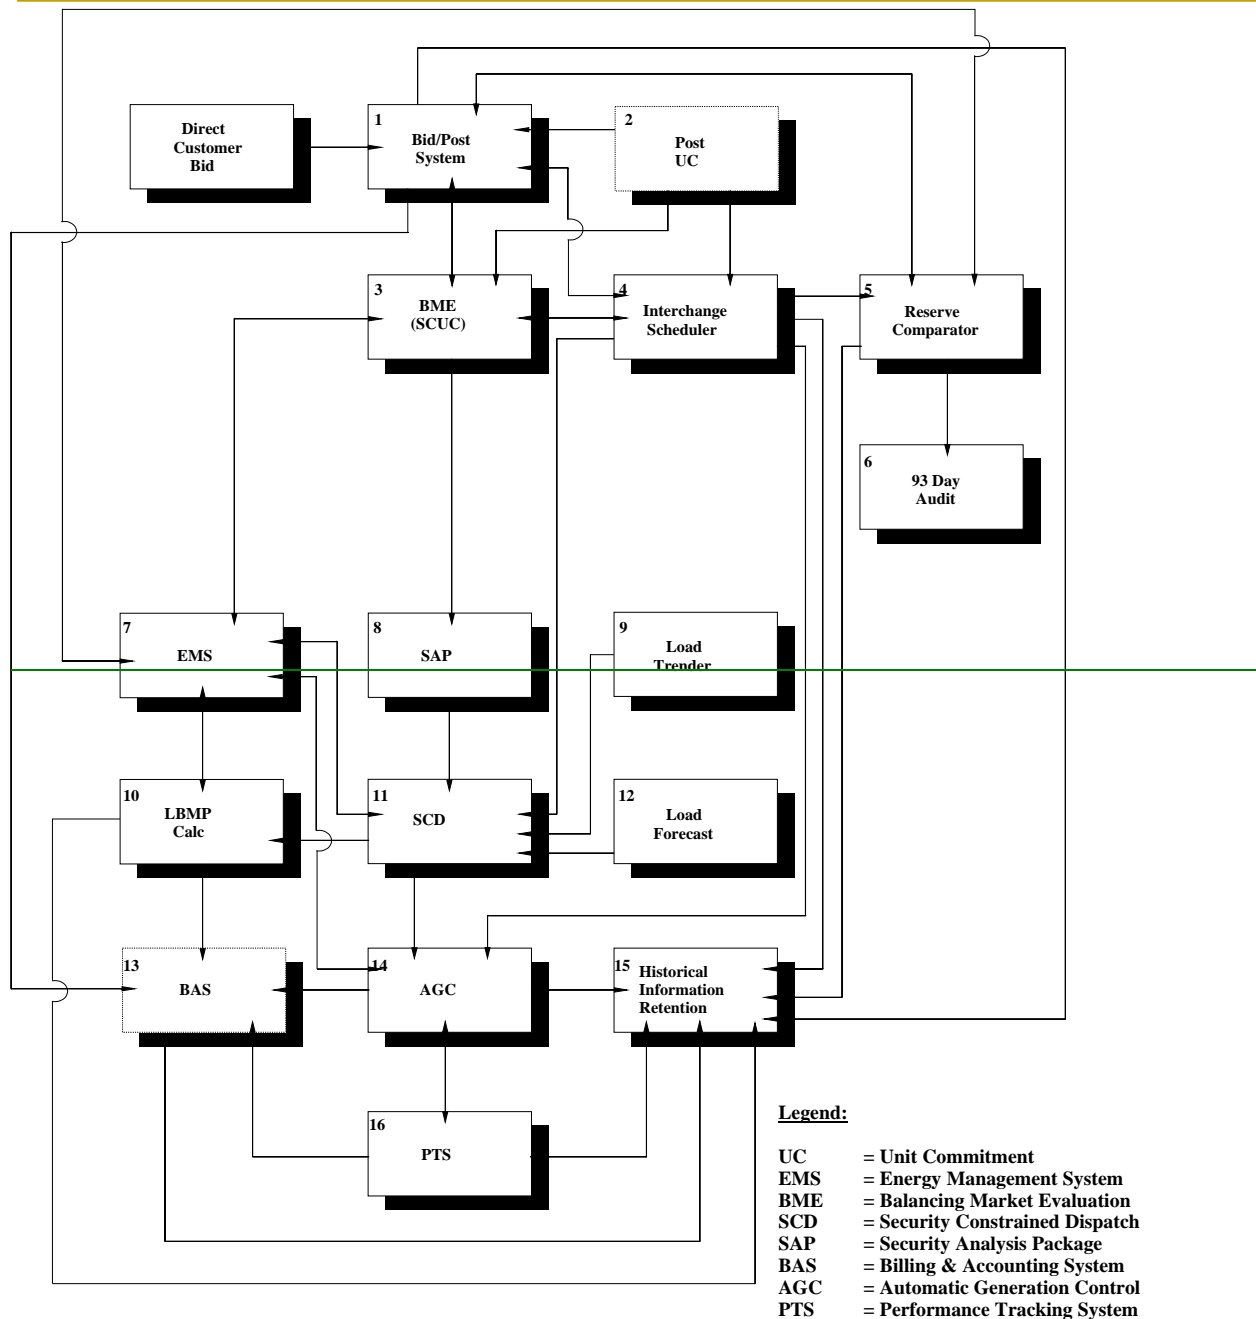 Direct
Customer
Bid
1
Bid/Post
System
2
Post
UC
3
BME
(SCUC)
4
Interchange
Scheduler
5
Reserve
Comparator
6
93 Day
Audit
7
EMS
8
SAP
9
Load
Trender
10
LBMP
Calc
11
SCD
12
Load
Forecast
13
BAS
14
AGC
15
Historical
Information
Retention
16
PTS
Legend:
UC = Unit Commitment
EMS = Energy Management System
BME = Balancing Market Evaluation
SCD = Security Constrained Dispatch
SAP = Security Analysis Package
BAS = Billing & Accounting System
AGC = Automatic Generation Control
PTS = Performance Tracking System